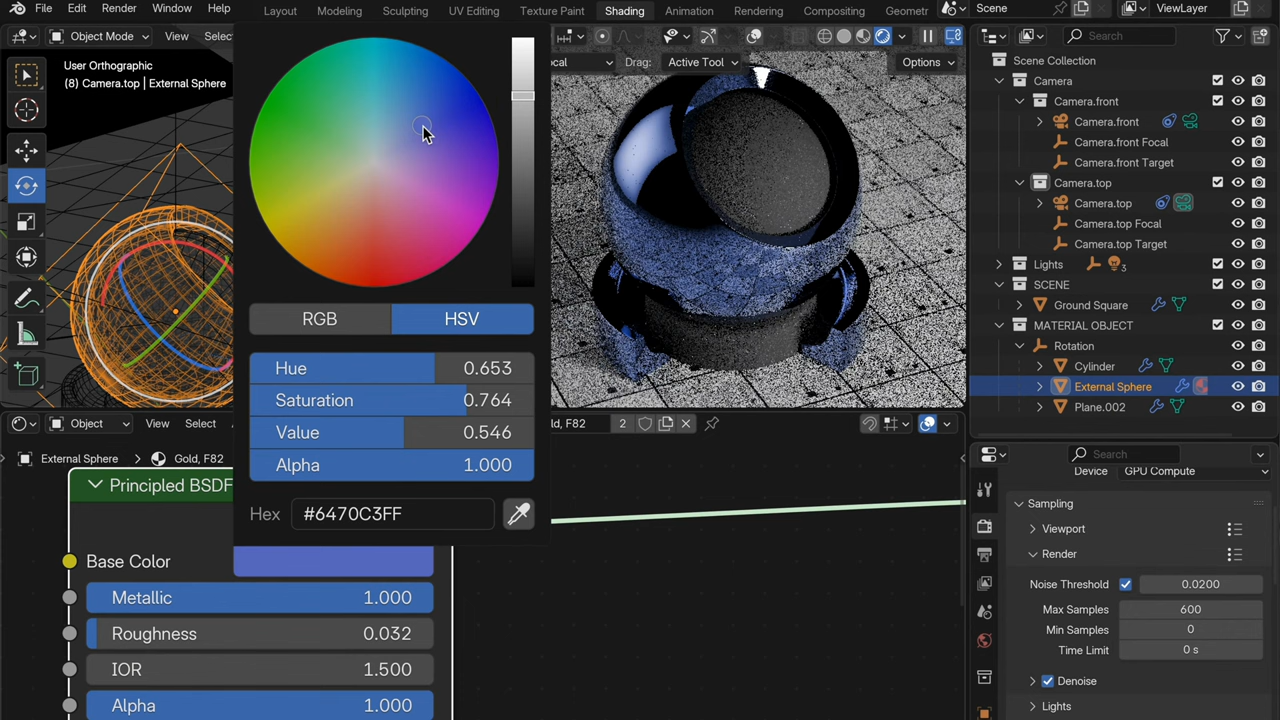 File Edit Render Window Help
Layout Modeling Sculpting UV Editing Texture Paint Shading Animation Rendering Compositing Geometr
Scene
ViewLayer
Object Mode View Selec
cal Drag: Active Tool Options
Search
User Orthographic
(8) Camera.top | External Sphere
Scene Collection
Camera
Camera.front
Camera.front
Camera.front Focal
Camera.front Target
Camera.top
Camera.top
Camera.top Focal
Camera.top Target
Lights 3
SCENE
Ground Square
MATERIAL OBJECT
Rotation
Cylinder
External Sphere
Plane.002
RGB HSV
Hue 0.653
Saturation 0.764
Value 0.546
Alpha 1.000
Hex #6470C3FF
Object View Select
ld, F82 2
External Sphere Gold, F82
Principled BSDF
Base Color
Metallic 1.000
Roughness 0.032
IOR 1.500
Alpha 1.000
Search
Device GPU Compute
Sampling
Viewport
Render
Noise Threshold 0.0200
Max Samples 600
Min Samples 0
Time Limit 0 s
Denoise
Lights